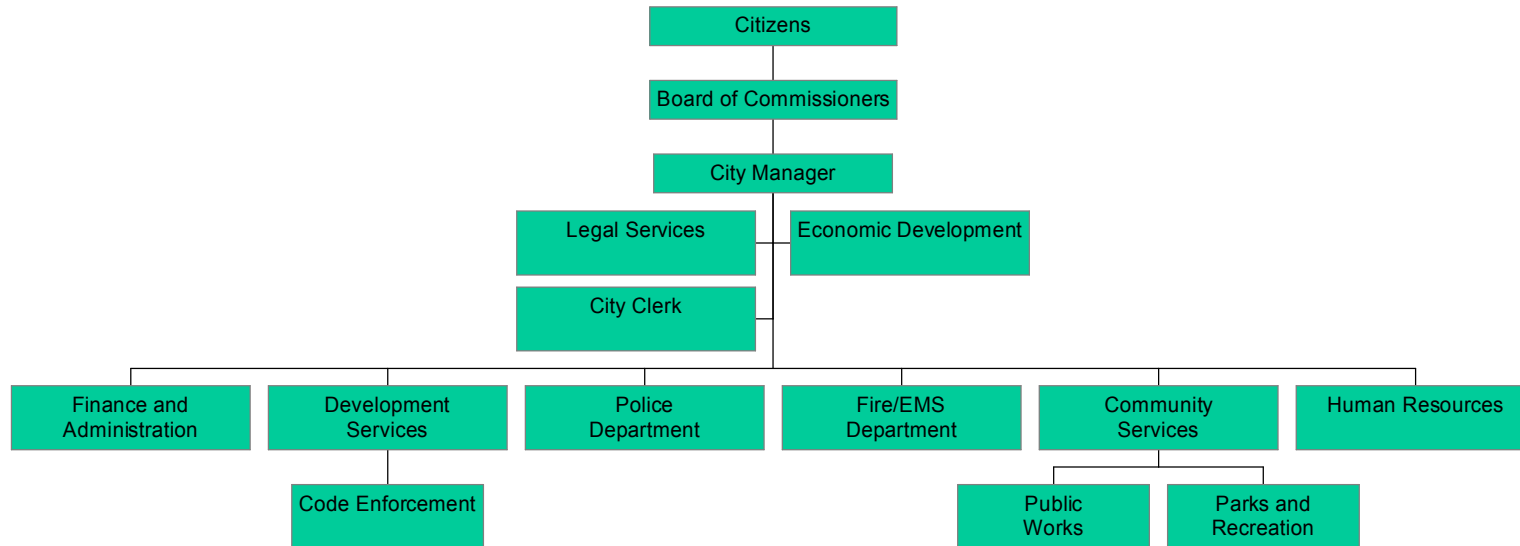 Citizens
Board of Commissioners
City Manager
Legal Services
Economic Development
City Clerk
Finance and
Administration
Development
Services
Police
Department
Fire/EMS
Department
Community
Services
Human Resources
Code Enforcement
Public
Works
Parks and
Recreation